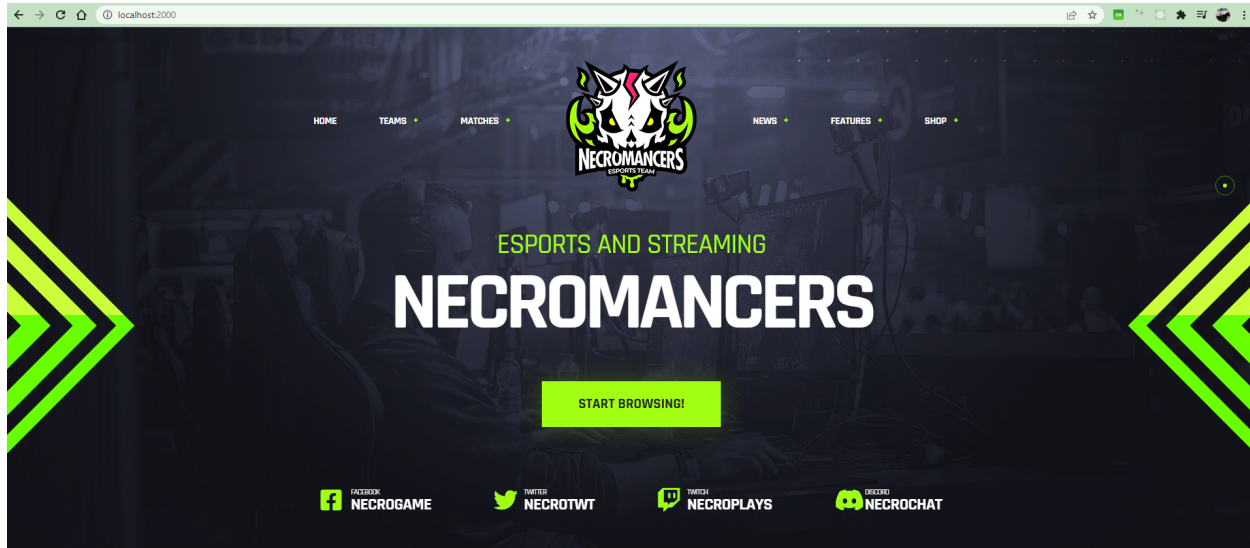 localhost:2000
HOME
TEAMS
MATCHES
NECROMANCERS
ESPORTS TEAM
NEWS
FEATURES
SHOP
ESPORTS AND STREAMING
NECROMANCERS
START BROWSING!
FACEBOOK
NECROGAME
TWITTER
NECROTWT
TWITCH
NECROPLAYS
DISCORD
NECROCHAT